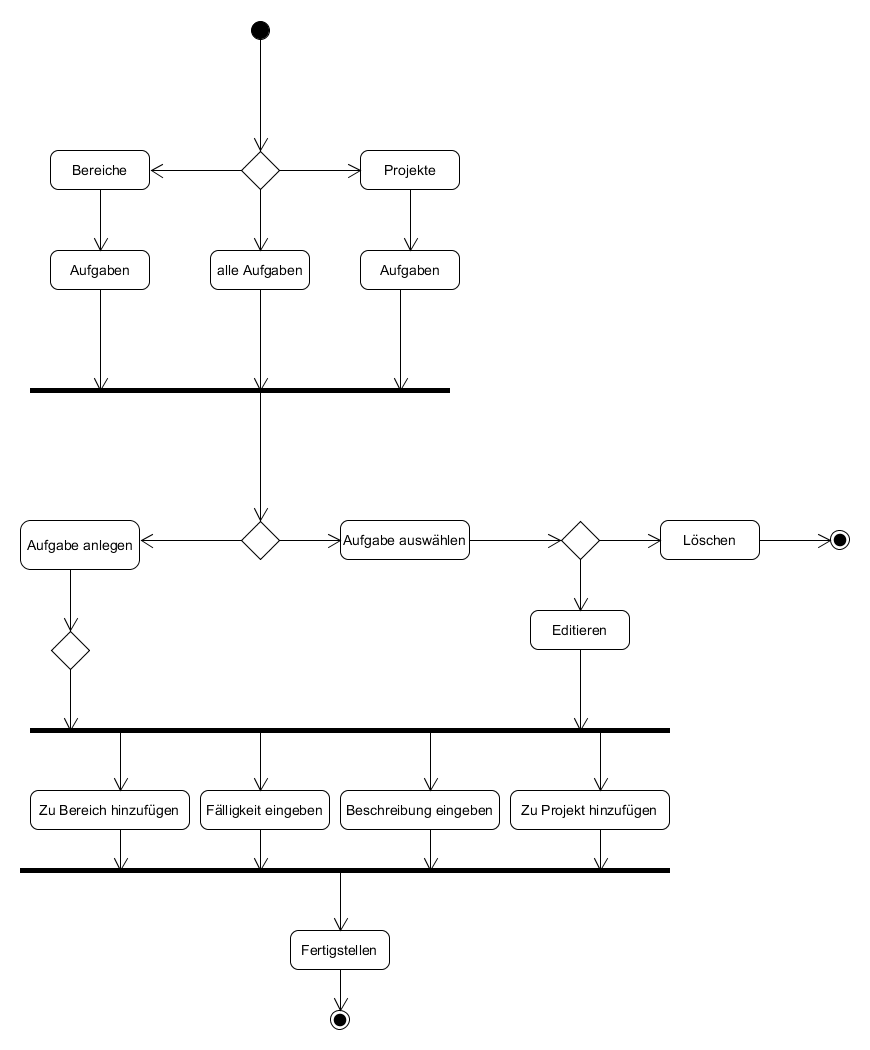 Bereiche
Projekte
Aufgaben
alle Aufgaben
Aufgaben
Aufgabe anlegen
Aufgabe auswählen
Löschen
Editieren
Zu Bereich hinzufügen
Fälligkeit eingeben
Beschreibung eingeben
Zu Projekt hinzufügen
Fertigstellen